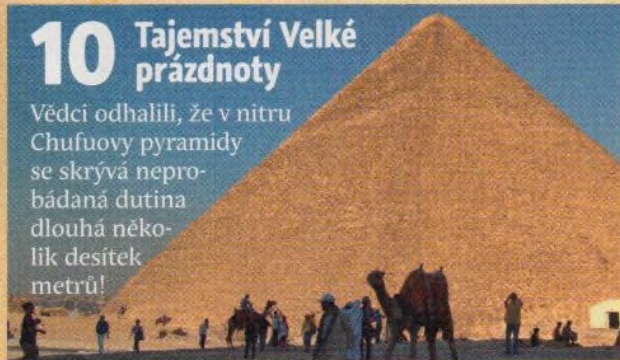 10 Tajemství Velké
prázdnoty
Vědci odhalili, že v nitru
Chufuovy pyramidy
se skrývá nepro-
bádaná dutina
dlouhá něko-
lik desítek
metrů!